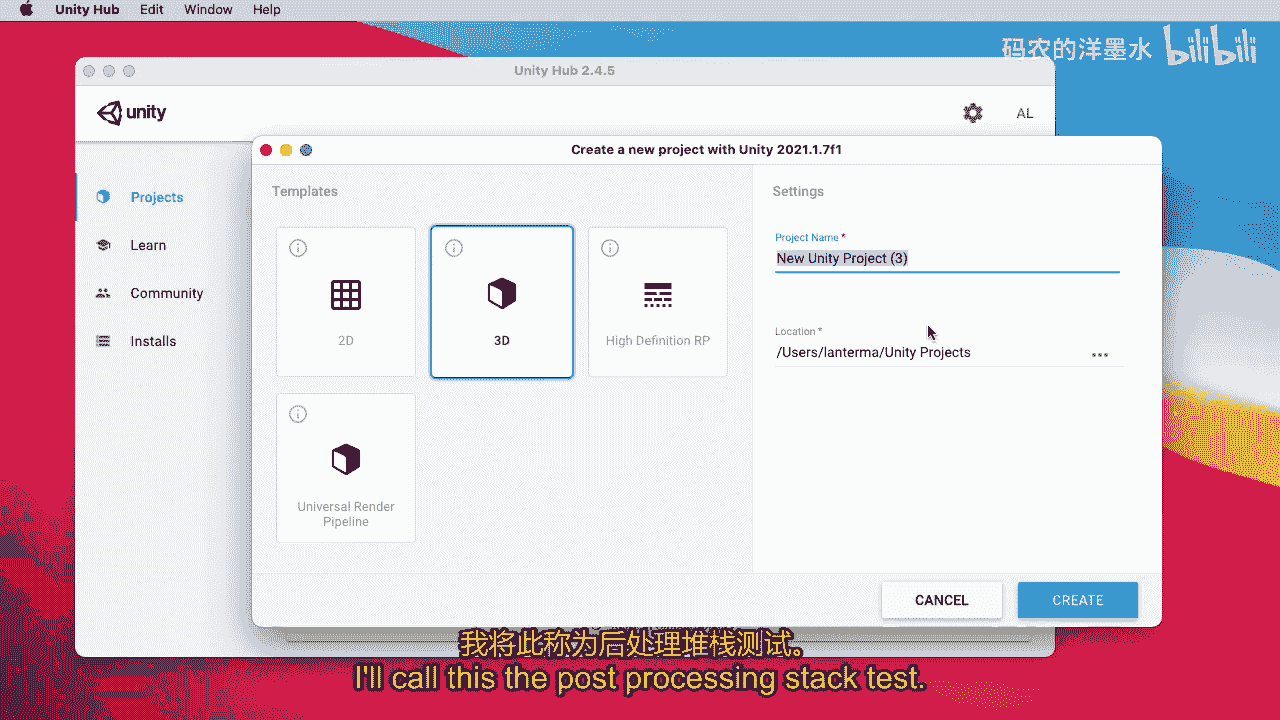 Unity Hub Edit Window Help
码农的洋墨水 bilibili
Unity Hub 2.4.5
unity
AL
Create a new project with Unity 2021.1.7f1
Templates
Settings
Projects
Learn
Community
Installs
2D
3D
High Definition RP
Universal Render
Pipeline
Project Name *
New Unity Project (3)
Location *
/Users/lanterma/Unity Projects
CANCEL
CREATE
我将此称为后处理堆栈测试。
I'll call this the post processing stack test.